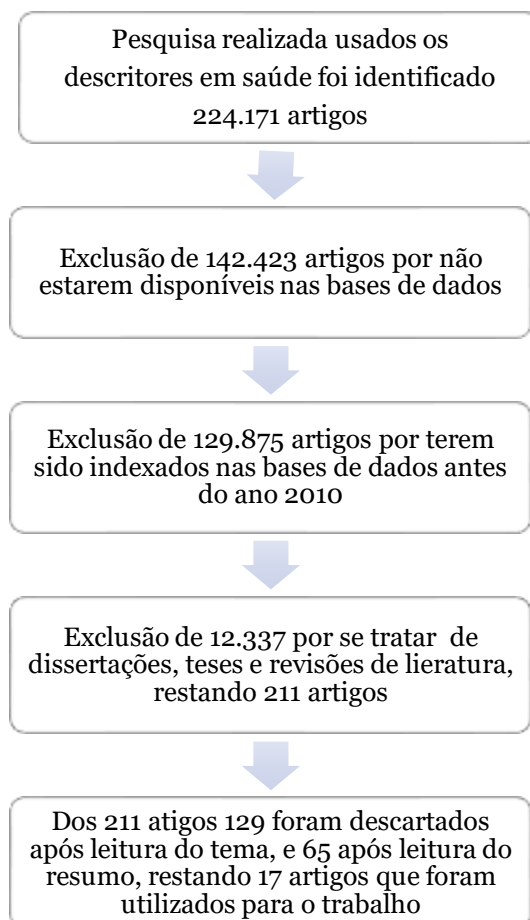 Pesquisa realizada usados os
descritores em saúde foi identificado
224.171 artigos
Exclusão de 142.423 artigos por não
estarem disponíveis nas bases de dados
Exclusão de 129.875 artigos por terem
sido indexados nas bases de dados antes
do ano 2010
Exclusão de 12.337 por se tratar de
dissertações, teses e revisões de lieratura,
restando 211 artigos
Dos 211 atigos 129 foram descartados
após leitura do tema, e 65 após leitura do
resumo, restando 17 artigos que foram
utilizados para o trabalho